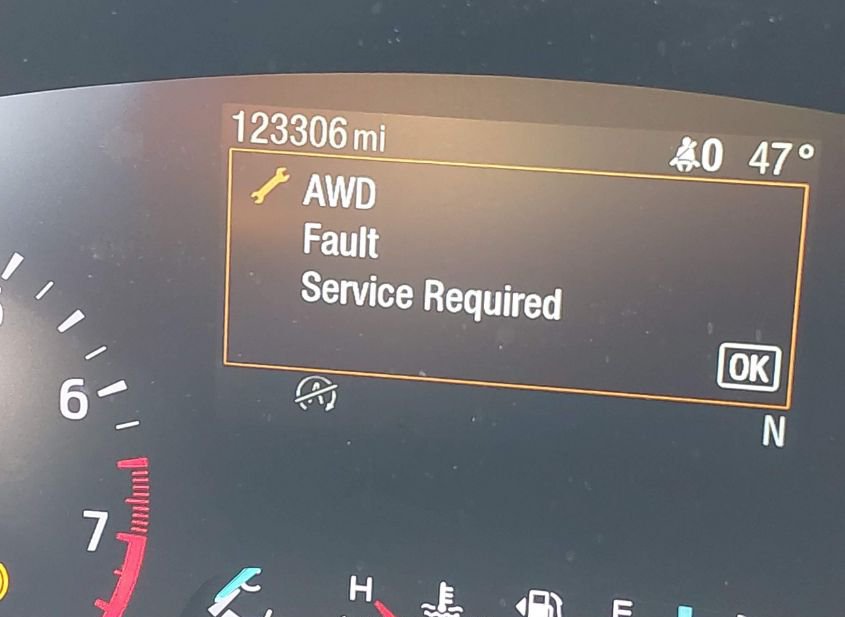 123306 mi 0 47°
AWD
Fault
Service Required
OK
N
6
7
H